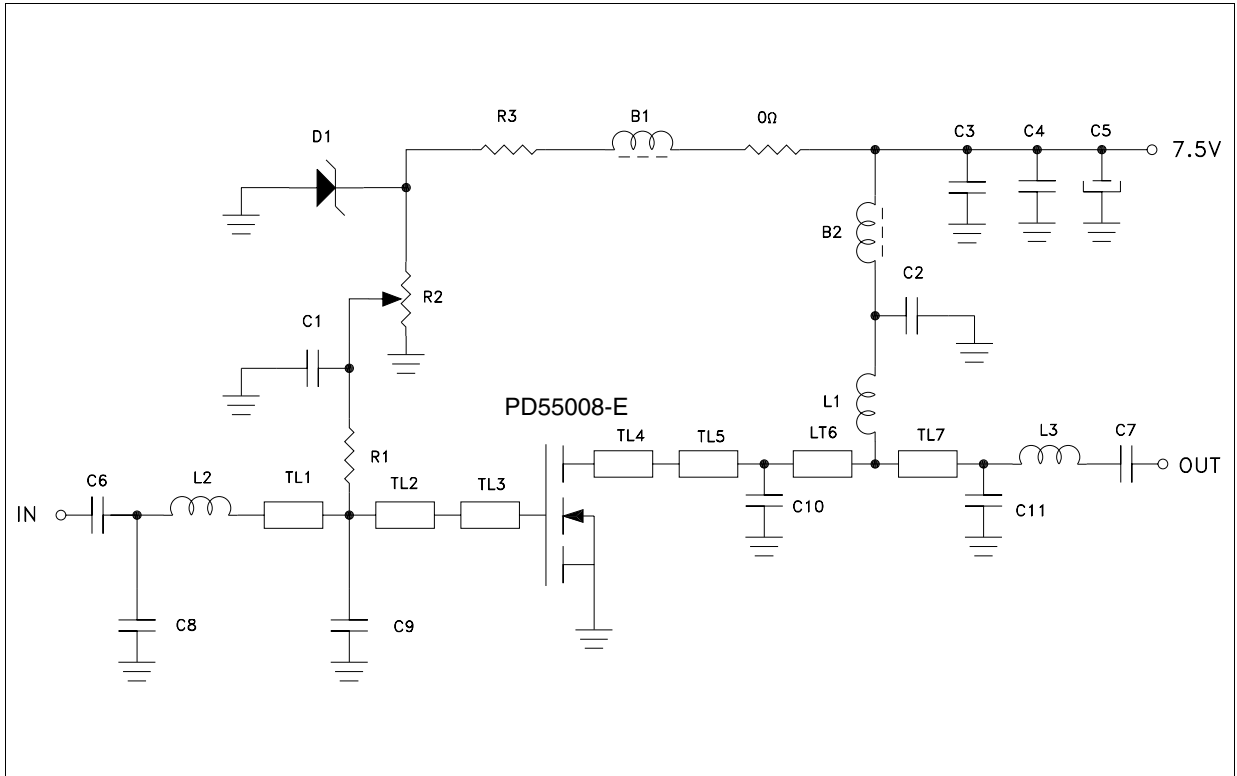 R3
B1
0Ω
D1
C3
C4
C5
7.5V
B2
C2
R2
C1
L1
PD55008-E
TL4
TL5
LT6
TL7
L3
C7
OUT
R1
C6
L2
TL1
TL2
TL3
IN
C10
C11
C8
C9